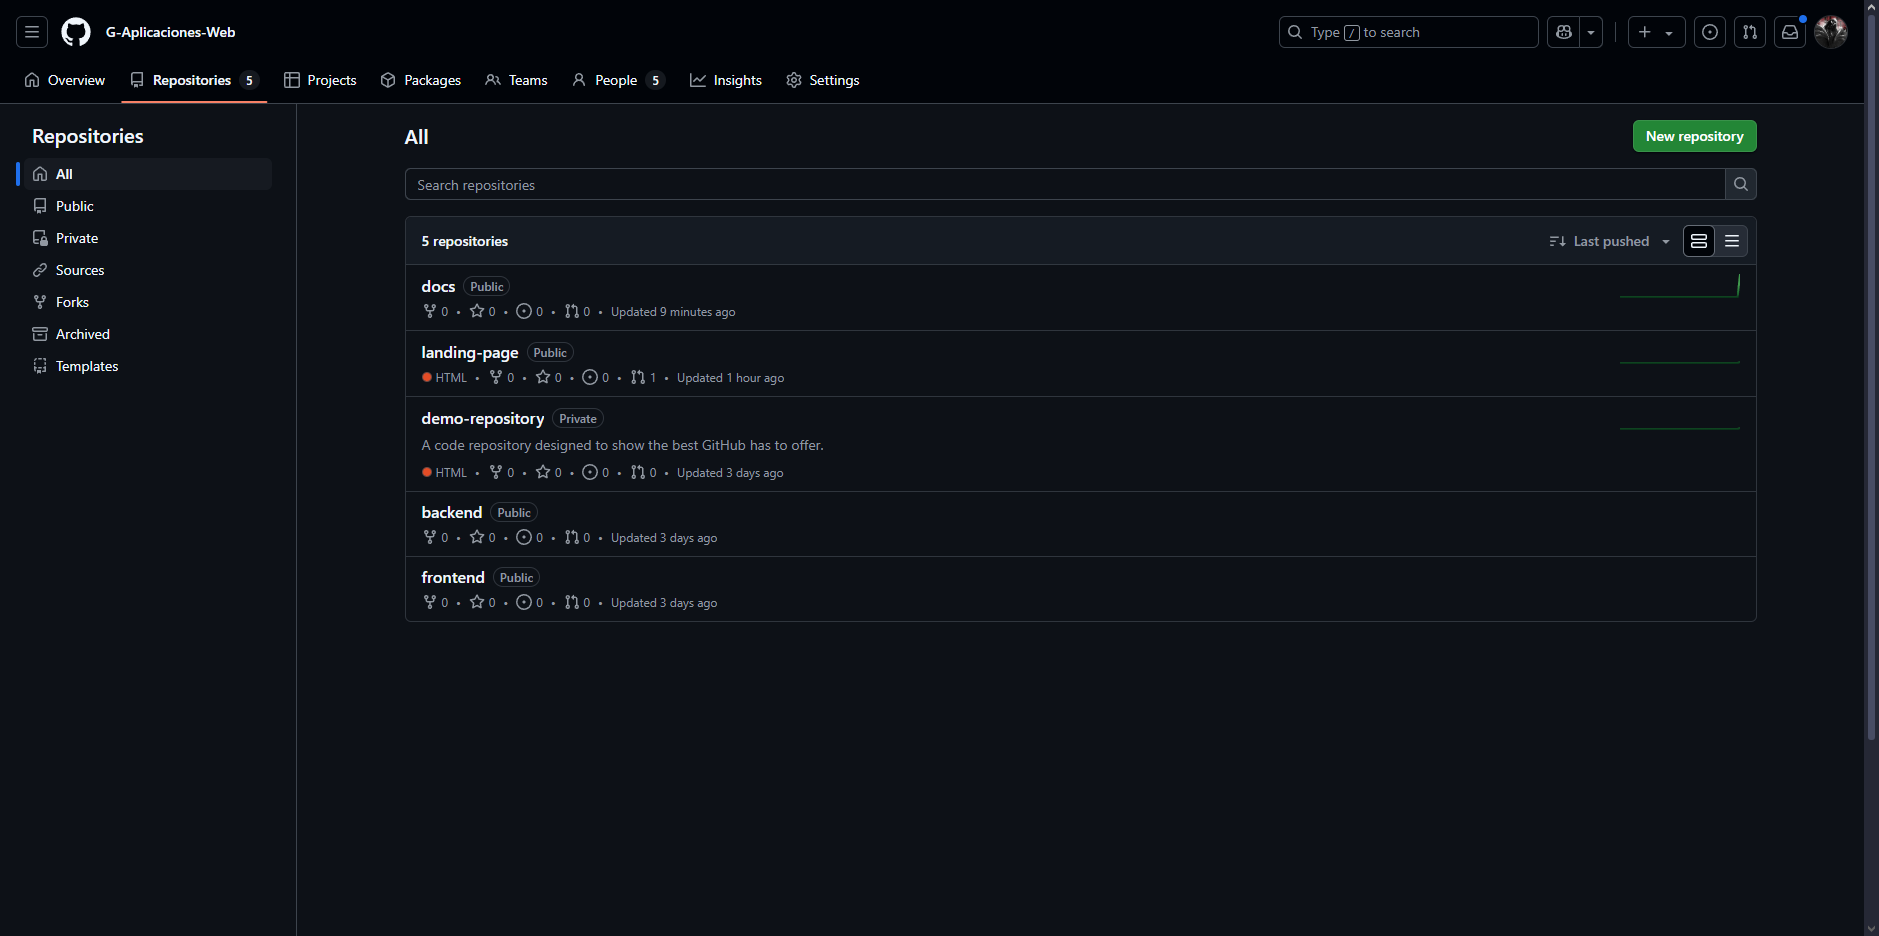 G-Aplicaciones-Web
Type / to search
Overview Repositories 5 Projects Packages Teams People 5 Insights Settings
Repositories
All
Public
Private
Sources
Forks
Archived
Templates
All
New repository
Search repositories
5 repositories
Last pushed
docs Public
0 • 0 • 0 • 0 • Updated 9 minutes ago
landing-page Public
HTML • 0 • 0 • 0 • 1 • Updated 1 hour ago
demo-repository Private
A code repository designed to show the best GitHub has to offer.
HTML • 0 • 0 • 0 • 0 • Updated 3 days ago
backend Public
0 • 0 • 0 • 0 • Updated 3 days ago
frontend Public
0 • 0 • 0 • 0 • Updated 3 days ago